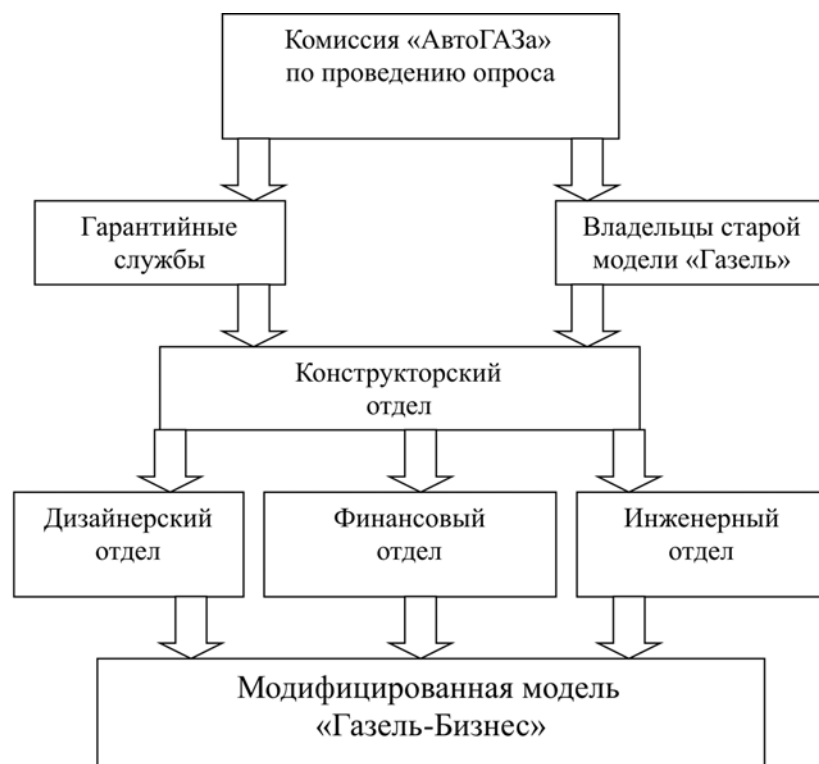 Комиссия «АвтоГАЗа»
по проведению опроса
Гарантийные
службы
Владельцы старой
модели «Газель»
Конструкторский
отдел
Дизайнерский
отдел
Финансовый
отдел
Инженерный
отдел
Модифицированная модель
«Газель-Бизнес»